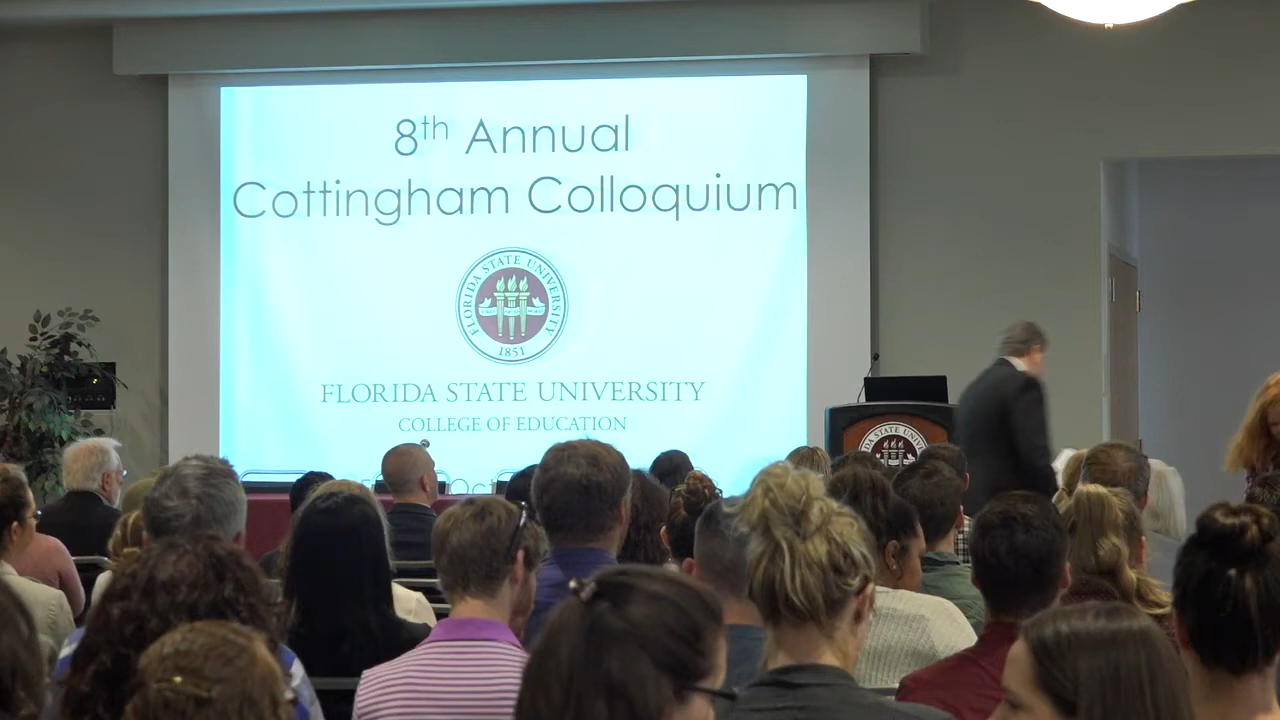 8th Annual
Cottingham Colloquium
FLORIDA STATE UNIVERSITY
1851
FLORIDA STATE UNIVERSITY
COLLEGE OF EDUCATION